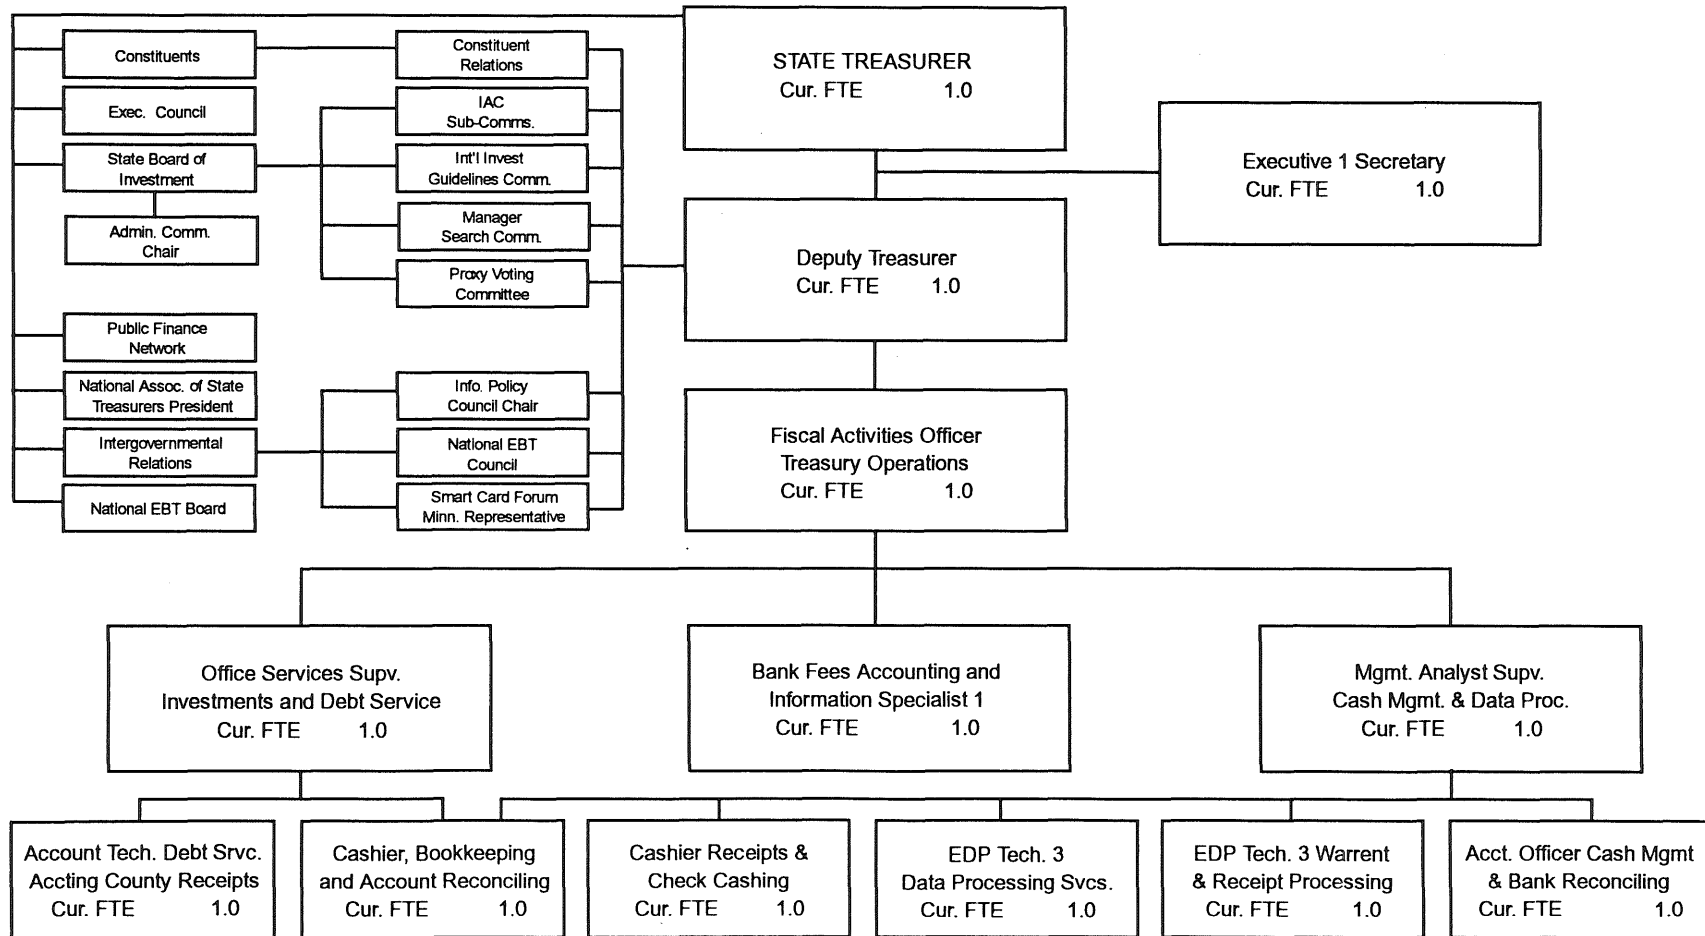 STATE TREASURER
Cur. FTE 1.0
Constituents
Constituent
Relations
Exec. Council
IAC
Sub-Comms.
State Board of
Investment
Int'l Invest
Guidelines Comm.
Admin. Comm.
Chair
Manager
Search Comm.
Proxy Voting
Committee
Executive 1 Secretary
Cur. FTE 1.0
Deputy Treasurer
Cur. FTE 1.0
Public Finance
Network
National Assoc. of State
Treasurers President
Info. Policy
Council Chair
Intergovernmental
Relations
National EBT
Council
National EBT Board
Smart Card Forum
Minn. Representative
Fiscal Activities Officer
Treasury Operations
Cur. FTE 1.0
Office Services Supv.
Investments and Debt Service
Cur. FTE 1.0
Bank Fees Accounting and
Information Specialist 1
Cur. FTE 1.0
Mgmt. Analyst Supv.
Cash Mgmt. & Data Proc.
Cur. FTE 1.0
Account Tech. Debt Srvc.
Accting County Receipts
Cur. FTE 1.0
Cashier, Bookkeeping
and Account Reconciling
Cur. FTE 1.0
Cashier Receipts &
Check Cashing
Cur. FTE 1.0
EDP Tech. 3
Data Processing Svcs.
Cur. FTE 1.0
EDP Tech. 3 Warrent
& Receipt Processing
Cur. FTE 1.0
Acct. Officer Cash Mgmt
& Bank Reconciling
Cur. FTE 1.0